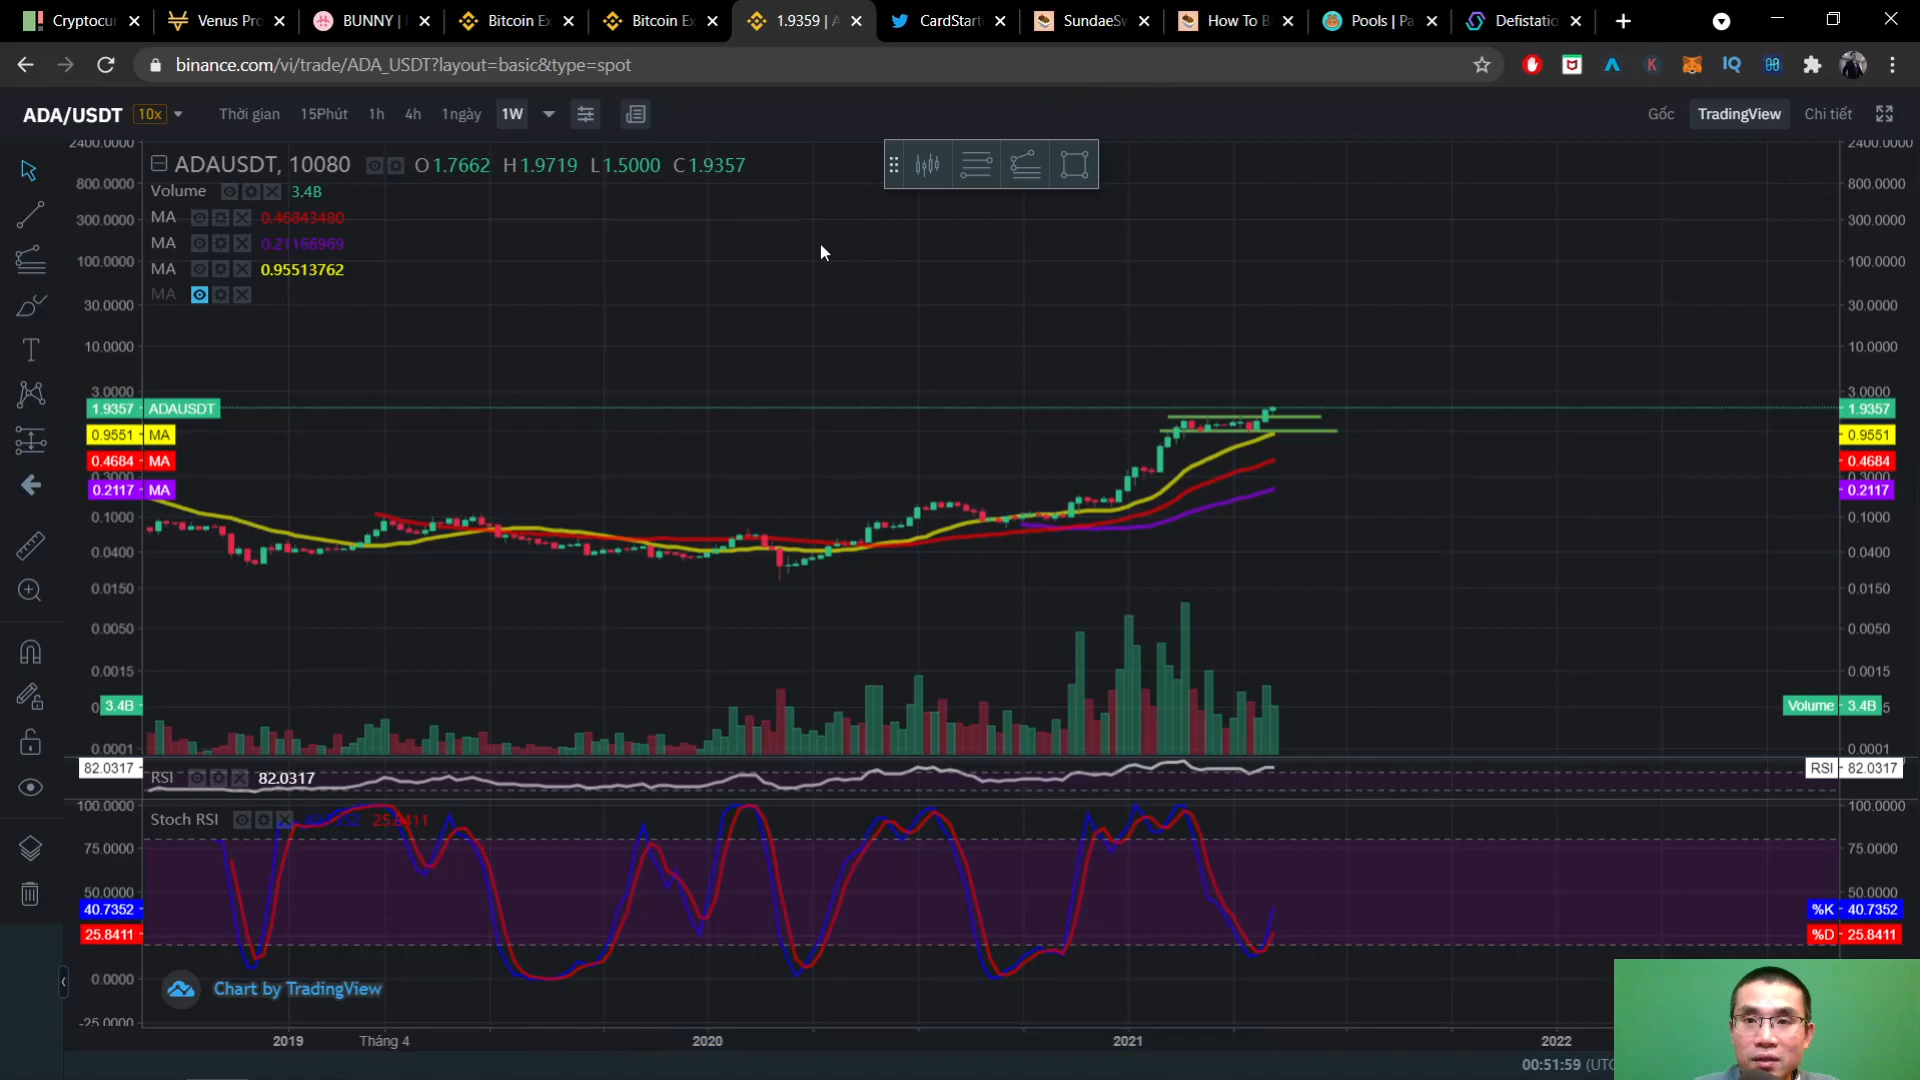 Cryptocur
Venus Pro
BUNNY |
Bitcoin Ex
Bitcoin Ex
1.9359 | A
CardStart
SundaeSw
How To B
Pools | Pa
Defistatio
binance.com/vi/trade/ADA_USDT?layout=basic&type=spot
IQ
ADA/USDT 10x Thời gian 15Phút 1h 4h 1ngày 1W Gốc TradingView Chi tiết
ADAUSDT, 10080 O 1.7662 H 1.9719 L 1.5000 C 1.9357
Volume 3.4B
MA 0.46843480
MA 0.21166969
MA 0.95513762
MA
2400.0000 2400.0000
800.0000 800.0000
300.0000 300.0000
100.0000 100.0000
30.0000 30.0000
10.0000 10.0000
3.0000 3.0000
1.9357 ADAUSDT 1.9357
0.9551 MA 0.9551
0.4684 MA 0.4684
0.3000 0.3000
0.2117 MA 0.2117
0.1000 0.1000
0.0400 0.0400
0.0150 0.0150
0.0050 0.0050
0.0015 0.0015
3.4B Volume 3.4B
0.0001 0.0001
82.0317 RSI 82.0317 RSI 82.0317
100.0000 100.0000
Stoch RSI 40.7352 25.8411
75.0000 75.0000
50.0000 50.0000
40.7352 %K 40.7352
25.8411 %D 25.8411
0.0000
Chart by TradingView
-25.0000
2019 Tháng 4 2020 2021 2022
00:51:59 (UTC